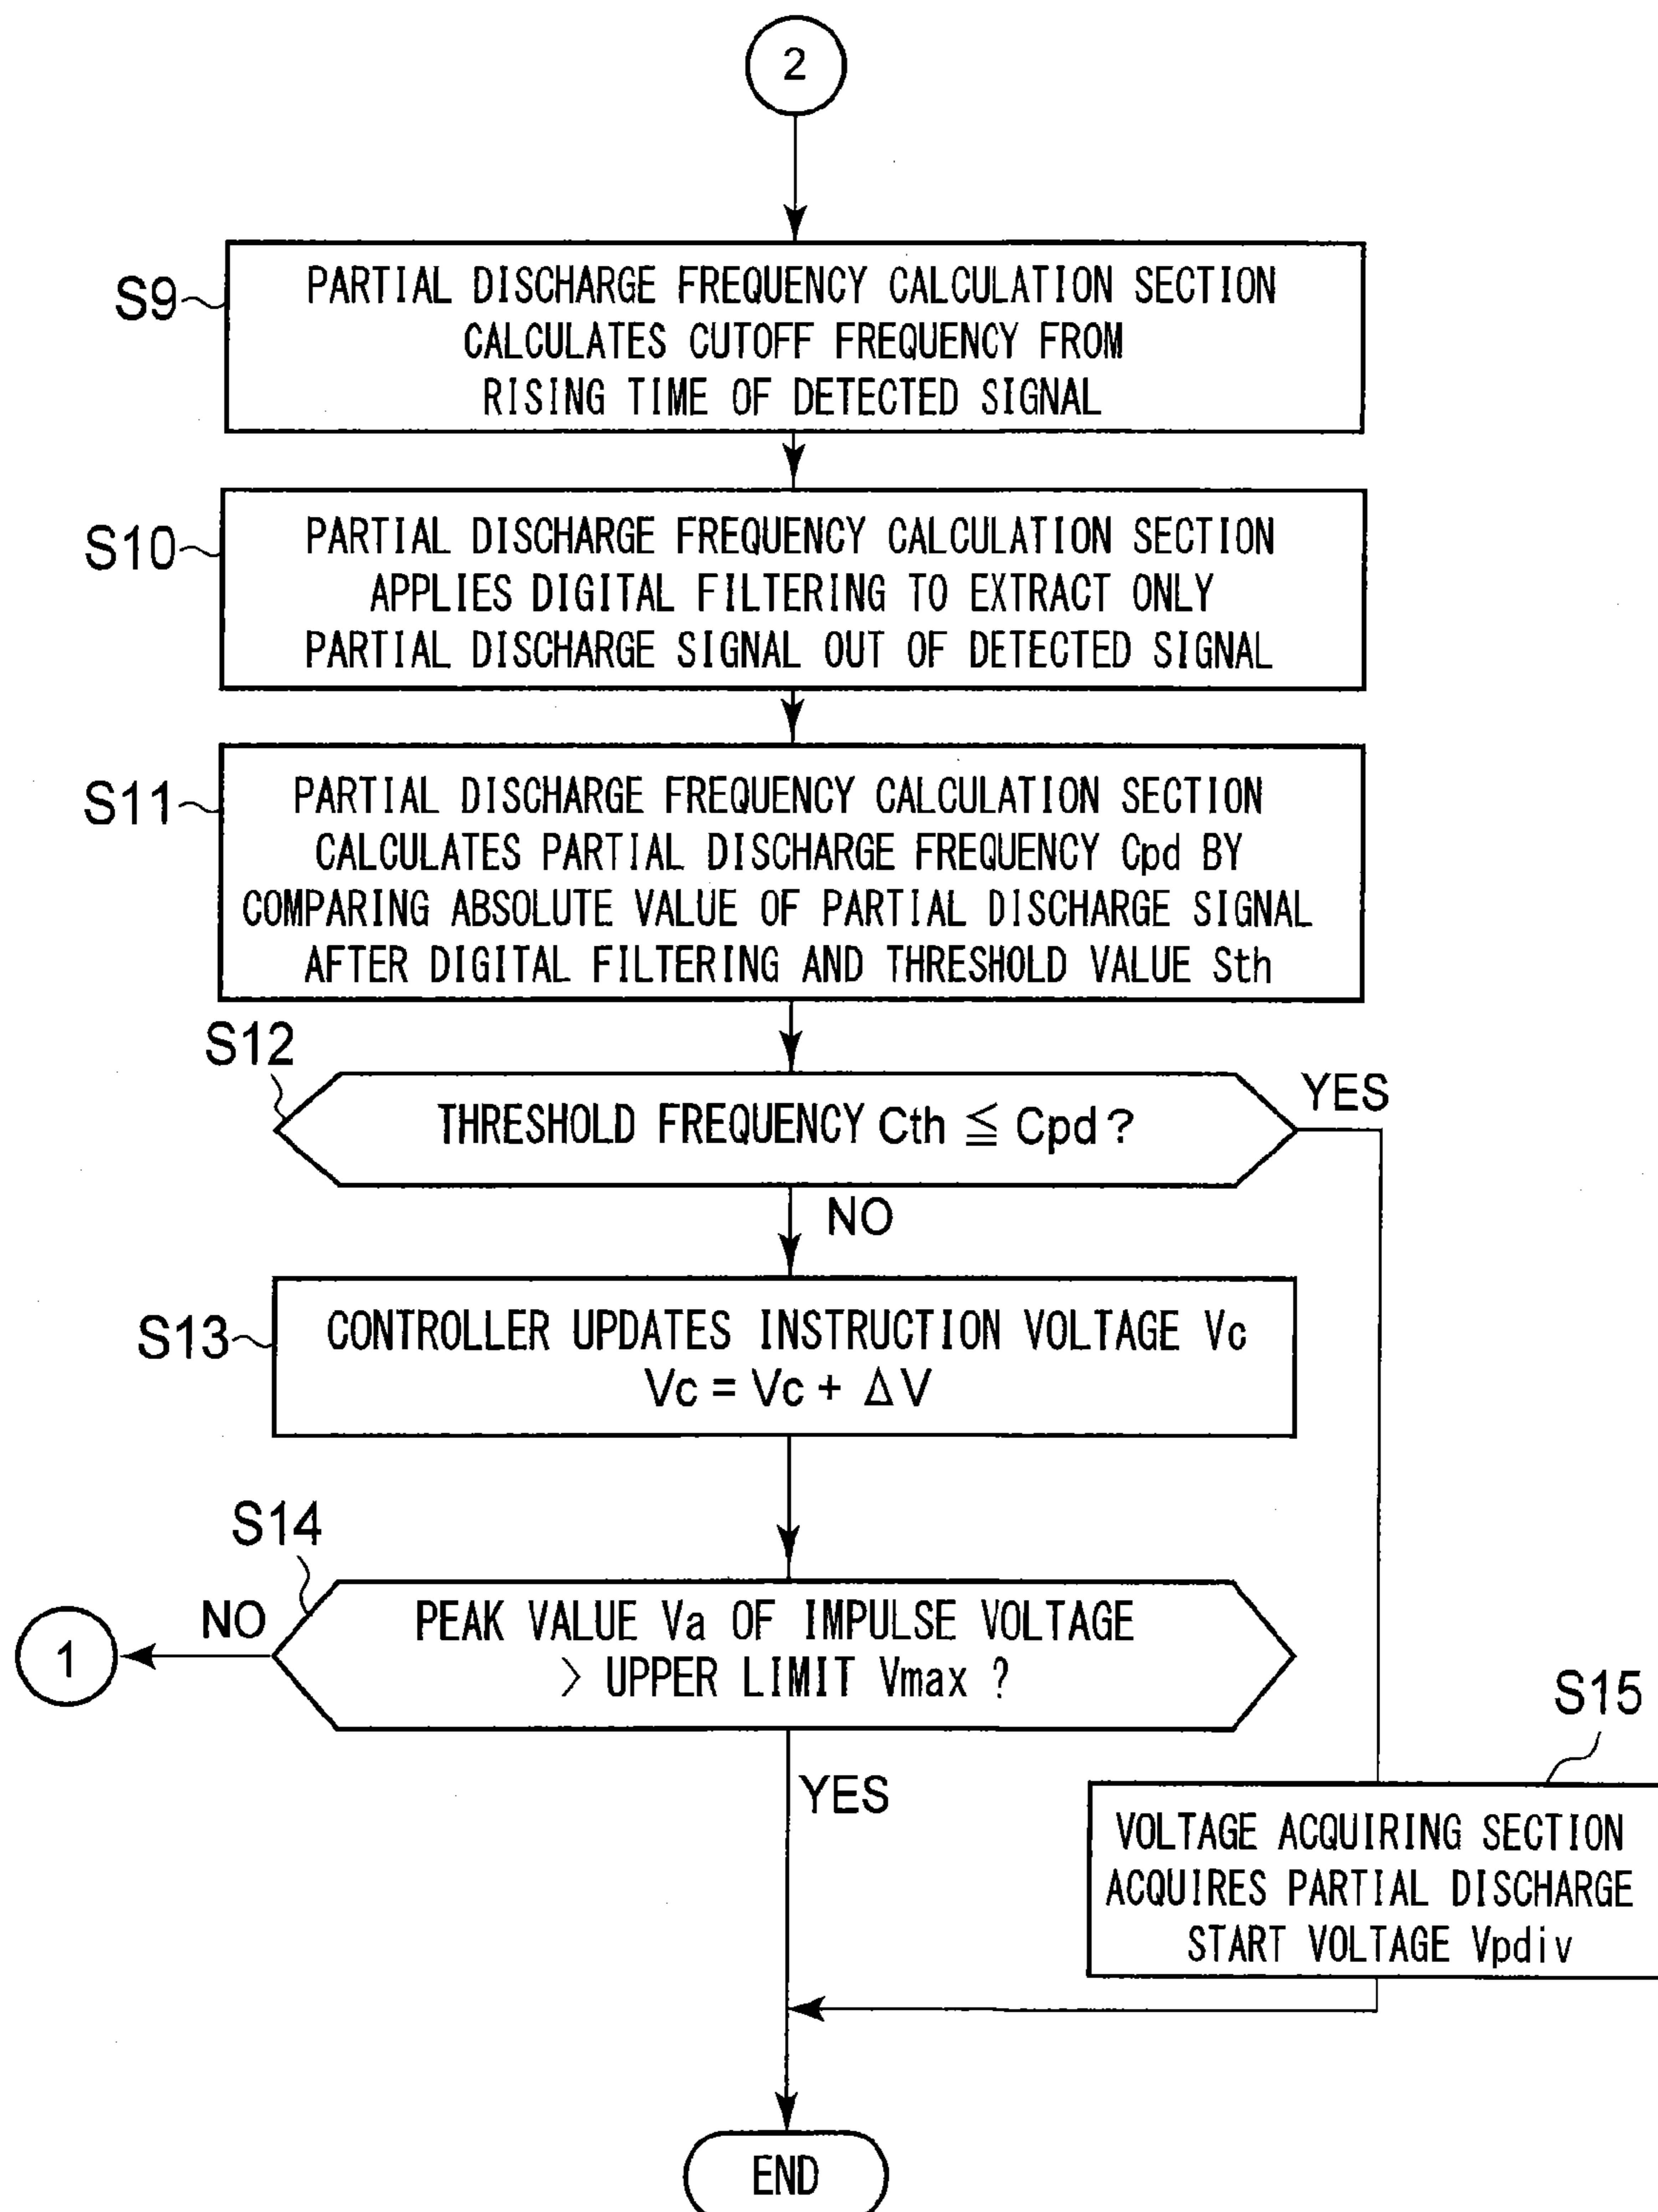 2
S9
PARTIAL DISCHARGE FREQUENCY CALCULATION SECTION
CALCULATES CUTOFF FREQUENCY FROM
RISING TIME OF DETECTED SIGNAL
S10
PARTIAL DISCHARGE FREQUENCY CALCULATION SECTION
APPLIES DIGITAL FILTERING TO EXTRACT ONLY
PARTIAL DISCHARGE SIGNAL OUT OF DETECTED SIGNAL
S11
PARTIAL DISCHARGE FREQUENCY CALCULATION SECTION
CALCULATES PARTIAL DISCHARGE FREQUENCY Cpd BY
COMPARING ABSOLUTE VALUE OF PARTIAL DISCHARGE SIGNAL
AFTER DIGITAL FILTERING AND THRESHOLD VALUE Sth
S12
THRESHOLD FREQUENCY Cth ≦ Cpd ?
YES
NO
S13
CONTROLLER UPDATES INSTRUCTION VOLTAGE Vc
Vc = Vc + ΔV
S14
PEAK VALUE Va OF IMPULSE VOLTAGE
> UPPER LIMIT Vmax ?
NO
1
YES
S15
VOLTAGE ACQUIRING SECTION
ACQUIRES PARTIAL DISCHARGE
START VOLTAGE Vpdiv
END